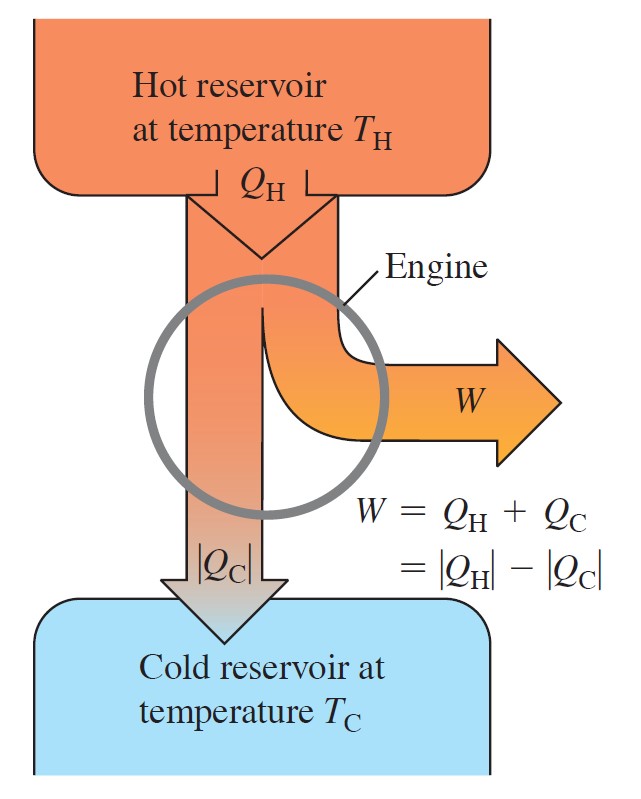 Hot reservoir
at temperature T_H
Q_H
Engine
W
W = Q_H + Q_C
= |Q_H| − |Q_C|
|Q_C|
Cold reservoir at
temperature T_C